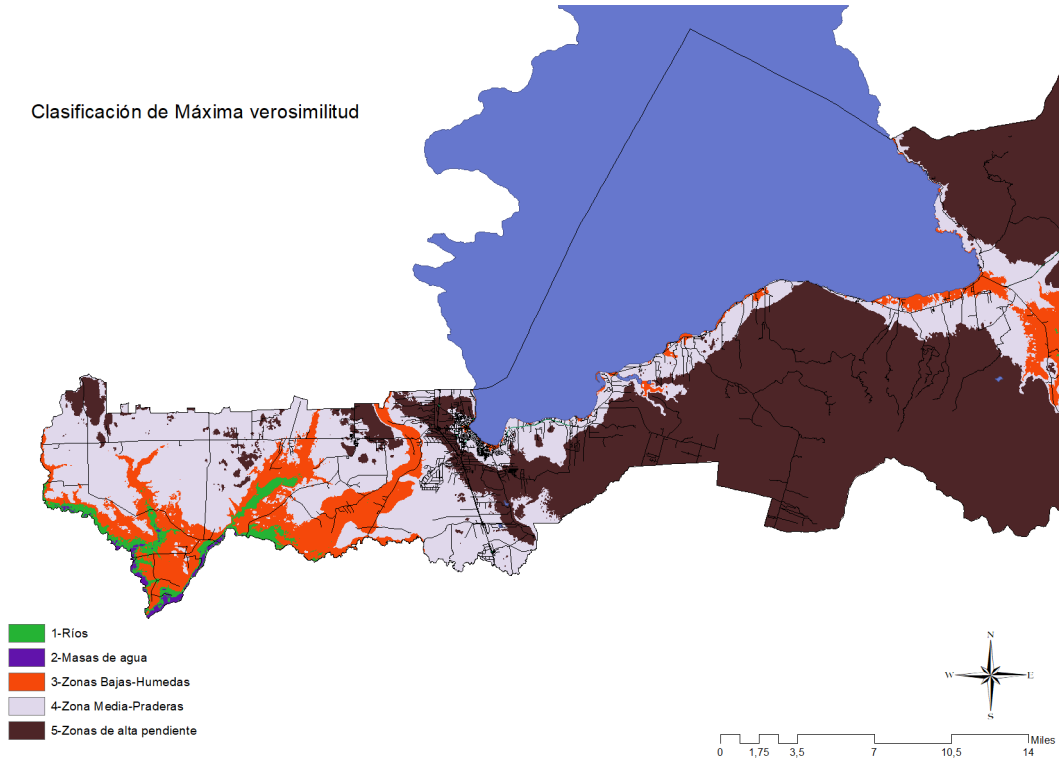 Clasificación de Máxima verosimilitud
1-Ríos
2-Masas de agua
3-Zonas Bajas-Humedas
4-Zona Media-Praderas
5-Zonas de alta pendiente
N
W E
S
Miles
0 1,75 3,5 7 10,5 14